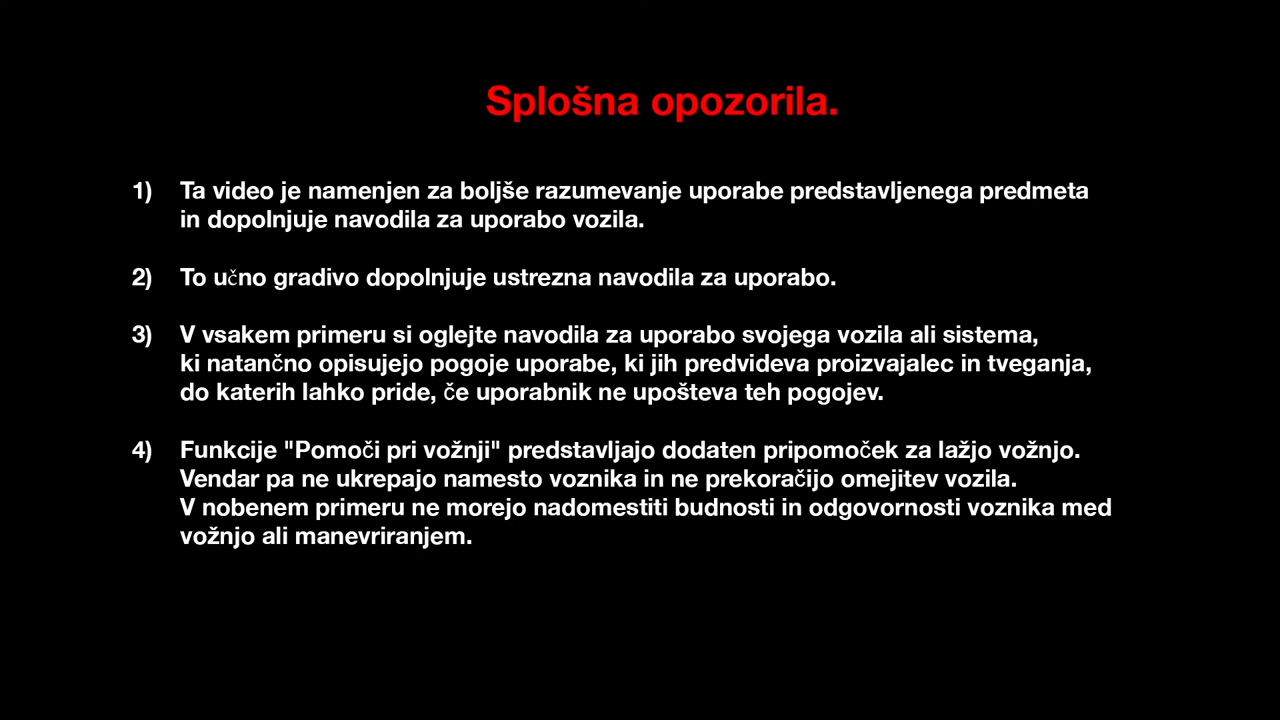 Splošna opozorila.
1) Ta video je namenjen za boljše razumevanje uporabe predstavljenega predmeta
in dopolnjuje navodila za uporabo vozila.
2) To učno gradivo dopolnjuje ustrezna navodila za uporabo.
3) V vsakem primeru si oglejte navodila za uporabo svojega vozila ali sistema,
ki natančno opisujejo pogoje uporabe, ki jih predvideva proizvajalec in tveganja,
do katerih lahko pride, če uporabnik ne upošteva teh pogojev.
4) Funkcije "Pomoči pri vožnji" predstavljajo dodaten pripomoček za lažjo vožnjo.
Vendar pa ne ukrepajo namesto voznika in ne prekoračijo omejitev vozila.
V nobenem primeru ne morejo nadomestiti budnosti in odgovornosti voznika med
vožnjo ali manevriranjem.